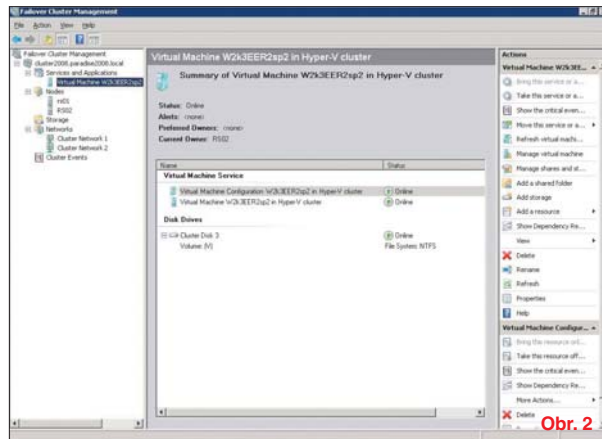 Failover Cluster Management
File Action View Help
Failover Cluster Management
cluster2008.paradise2008.local
Services and Applications
Virtual Machine W2k3EER2sp2
Nodes
rs01
RS02
Storage
Networks
Cluster Network 1
Cluster Network 2
Cluster Events
Virtual Machine W2k3EER2sp2 in Hyper-V cluster
Summary of Virtual Machine W2k3EER2sp2 in Hyper-V cluster
Status: Online
Alerts: <none>
Preferred Owners: <none>
Current Owner: RS02
Name Status
Virtual Machine Service
Virtual Machine Configuration W2k3EER2sp2 in Hyper-V cluster Online
Virtual Machine W2k3EER2sp2 in Hyper-V cluster Online
Disk Drives
Cluster Disk 3 Online
Volume (V) File System: NTFS
Actions
Virtual Machine W2k3EE...
Bring this service or a...
Take this service or a...
Show the critical even...
Move this service or a...
Refresh virtual machi...
Manage virtual machine
Manage shares and st...
Add a shared folder
Add storage
Add a resource
Show Dependency Re...
View
Delete
Rename
Refresh
Properties
Help
Virtual Machine Configur...
Bring this resource onl...
Take this resource off...
Show the critical even...
Show Dependency Re...
More Actions...
Delete
Obr. 2